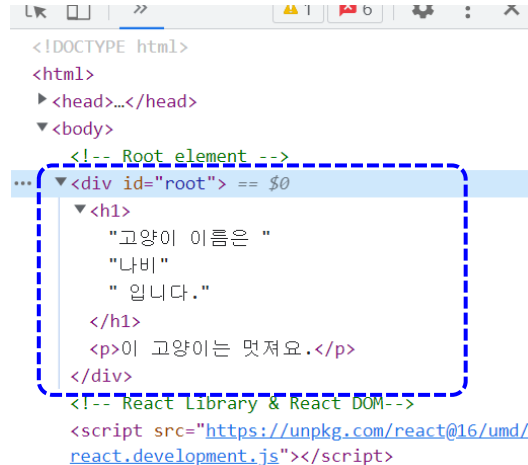 1 6
<!DOCTYPE html>
<html>
<head>…</head>
<body>
<!-- Root element -->
<div id="root"> == $0
<h1>
"고양이 이름은 "
"나비"
" 입니다."
</h1>
<p>이 고양이는 멋져요.</p>
</div>
<!-- React Library & React DOM-->
<script src="https://unpkg.com/react@16/umd/
react.development.js"></script>